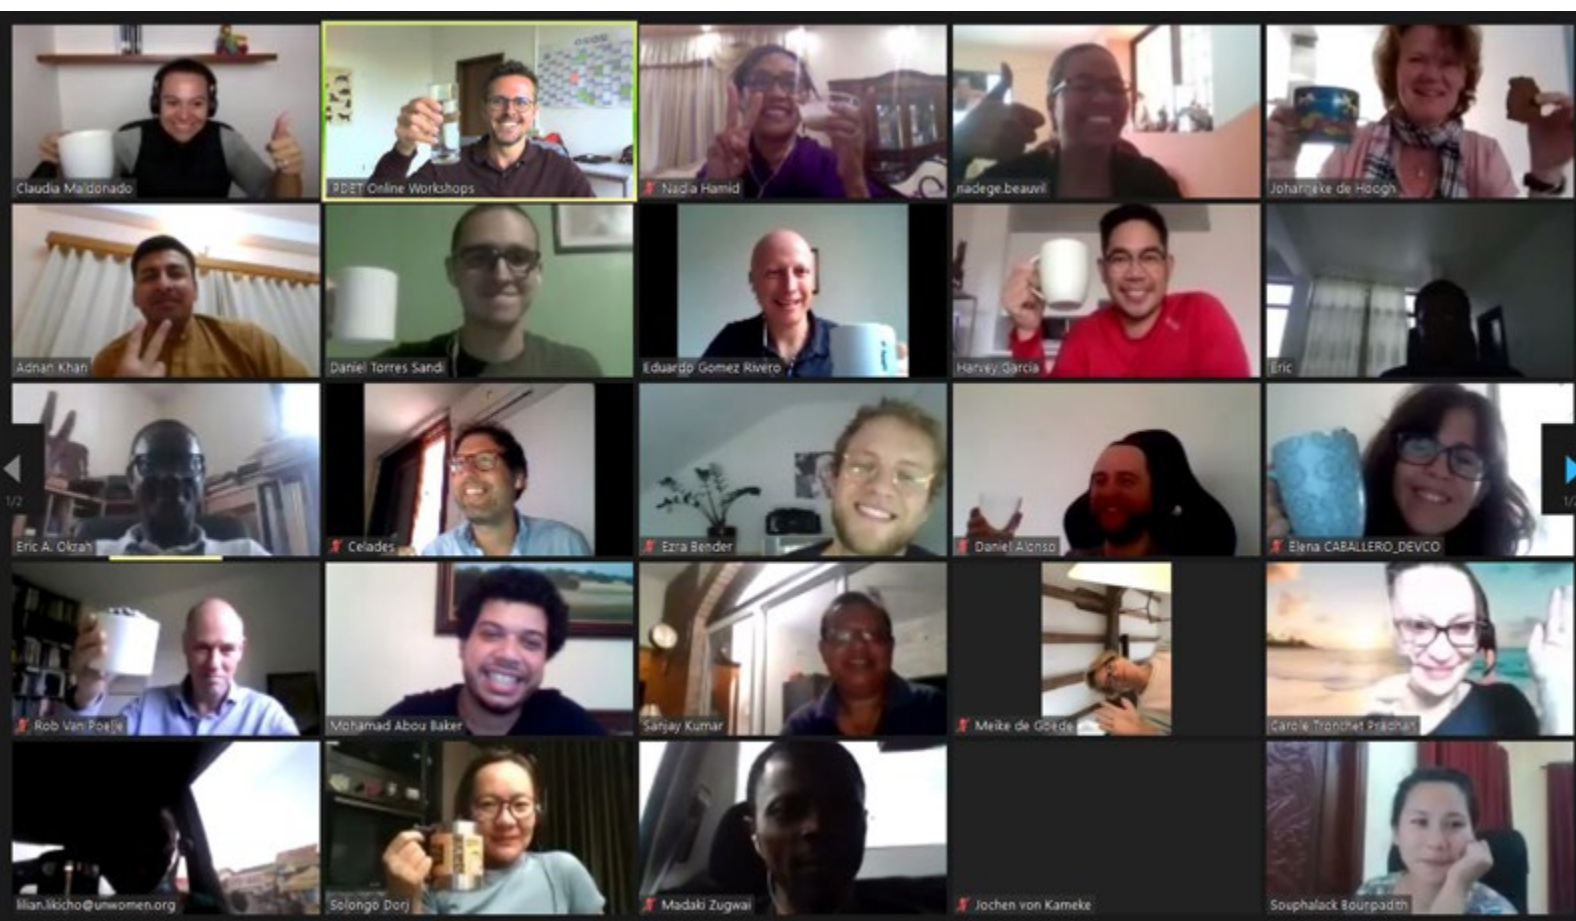 Claudia Maldonado
PDET Online Workshops
Nadia Hamid
nadege.beauvil
Johanneke de Hoogh
Adnan Khan
Daniel Torres Sandi
Eduardo Gomez Rivero
Harvey Garcia
Eric
Eric A. Okrah
Celades
Ezra Bender
Daniel Alonso
Elena CABALLERO_DEVCO
1/2
Rob Van Poelje
Mohamad Abou Baker
Sanjay Kumar
Meike de Goede
Carole Tronchet Pradhan
lilian.likicho@unwomen.org
Solongo Dorj
Madaki Zugwai
Jochen von Kameke
Souphalack Bounpadith